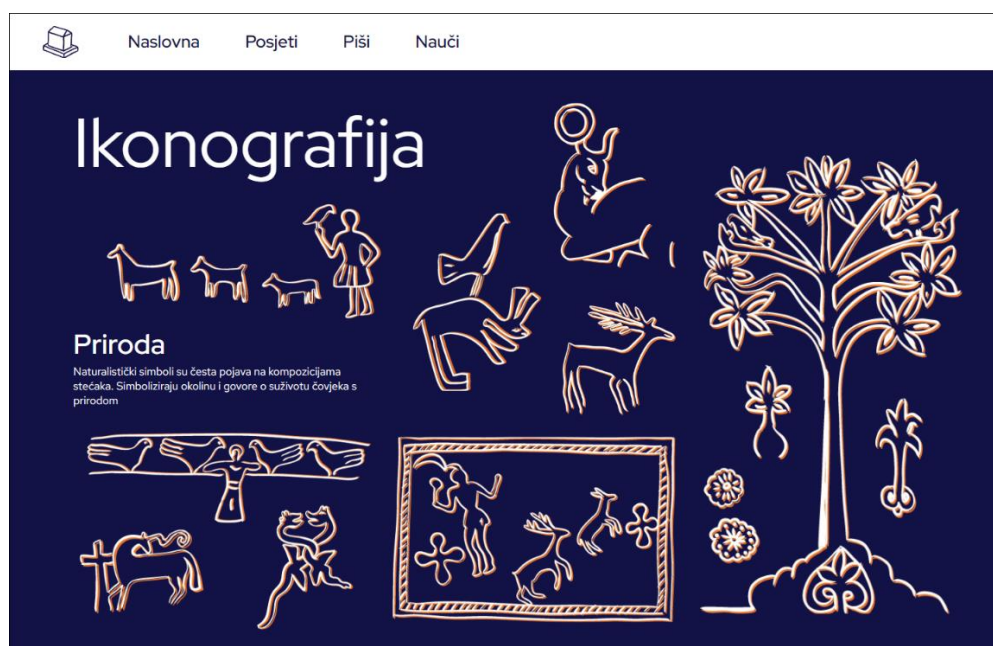 Naslovna Posjeti Piši Nauči
Ikonografija
Priroda
Naturalistički simboli su česta pojava na kompozicijama
stećaka. Simboliziraju okolinu i govore o suživotu čovjeka s
prirodom